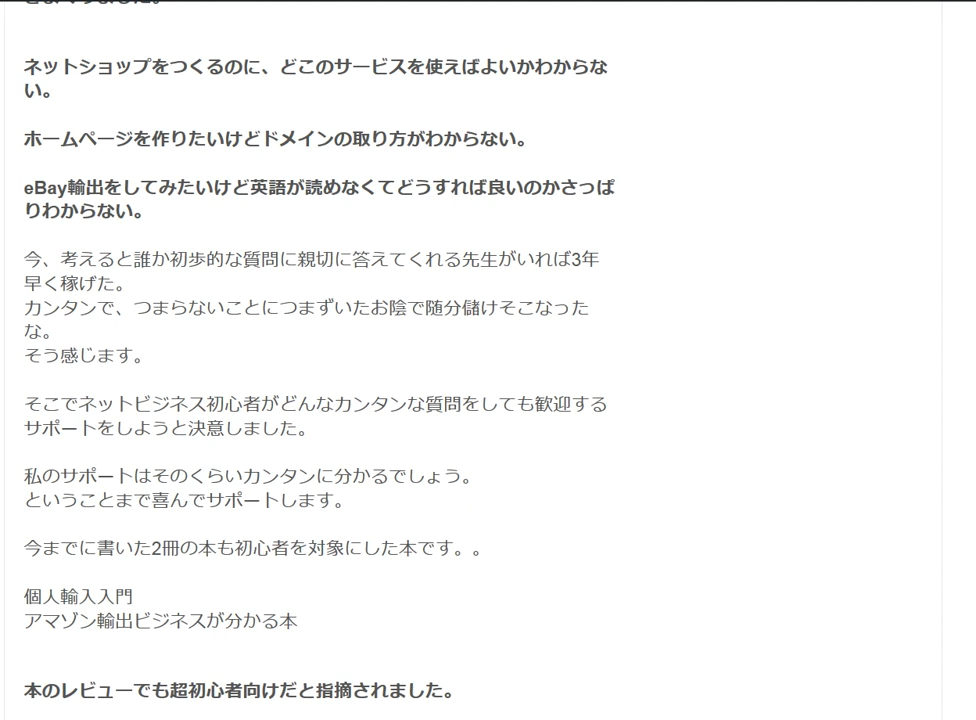 ネットショップをつくるのに、どこのサービスを使えばよいかわからな
い。
ホームページを作りたいけどドメインの取り方がわからない。
eBay輸出をしてみたいけど英語が読めなくてどうすれば良いのかさっぱ
りわからない。
今、考えると誰か初歩的な質問に親切に答えてくれる先生がいれば3年
早く稼げた。
カンタンで、つまらないことにつまずいたお陰で随分儲けそこなった
な。
そう感じます。
そこでネットビジネス初心者がどんなカンタンな質問をしても歓迎する
サポートをしようと決意しました。
私のサポートはそのくらいカンタンに分かるでしょう。
ということまで喜んでサポートします。
今までに書いた2冊の本も初心者を対象にした本です。。
個人輸入入門
アマゾン輸出ビジネスが分かる本
本のレビューでも超初心者向けだと指摘されました。